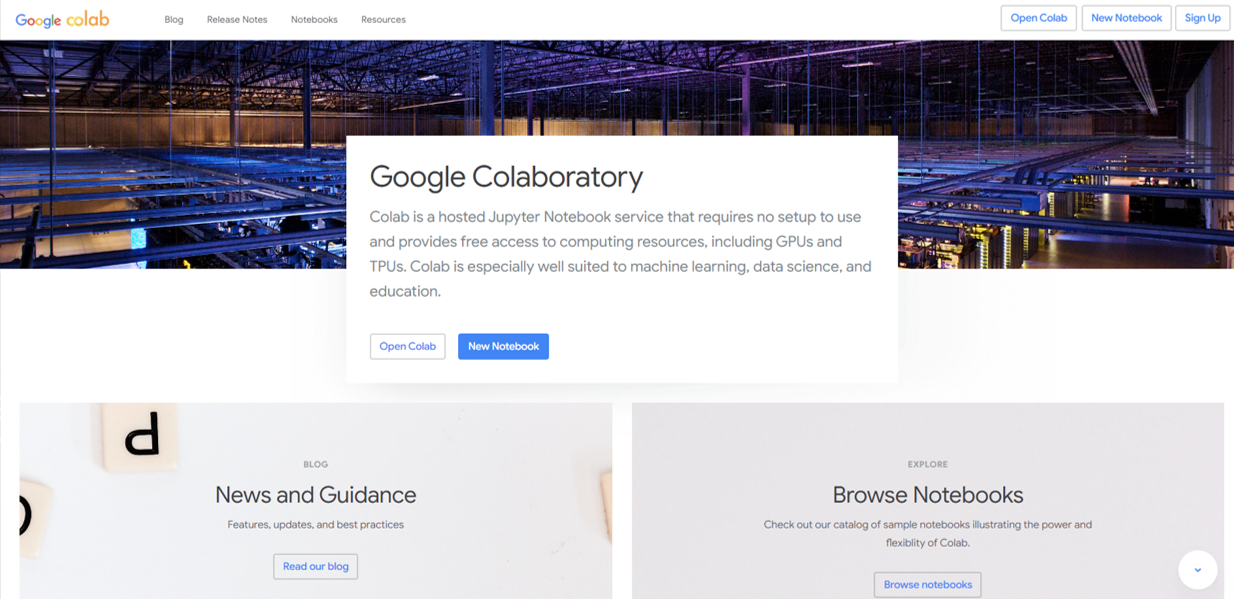 Google colab
Blog
Release Notes
Notebooks
Resources
Open Colab
New Notebook
Sign Up
Google Colaboratory
Colab is a hosted Jupyter Notebook service that requires no setup to use
and provides free access to computing resources, including GPUs and
TPUs. Colab is especially well suited to machine learning, data science, and
education.
Open Colab
New Notebook
d
BLOG
News and Guidance
Features, updates, and best practices
Read our blog
EXPLORE
Browse Notebooks
Check out our catalog of sample notebooks illustrating the power and
flexiblity of Colab.
Browse notebooks